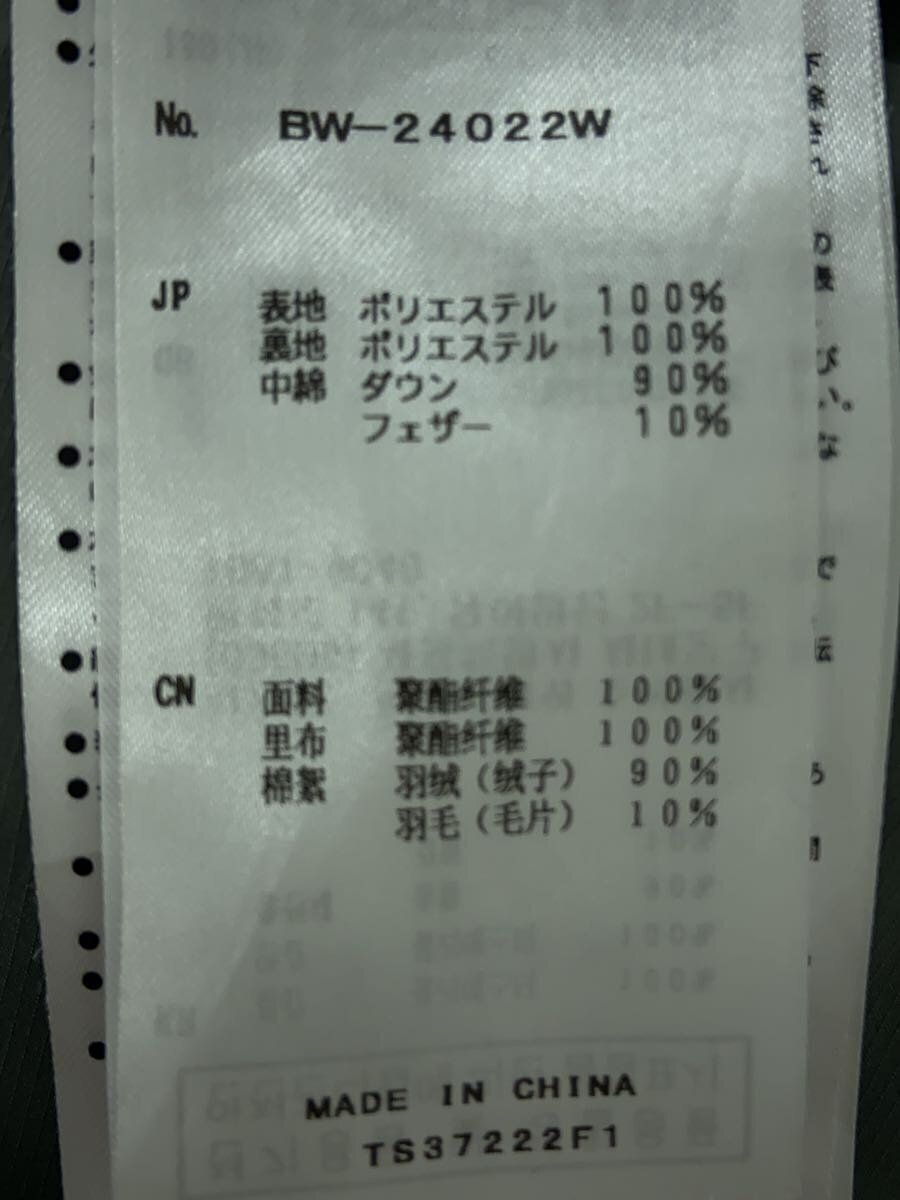 No. BW-24022W
JP 表地 ポリエステル 100%
裏地 ポリエステル 100%
中綿 ダウン 90%
フェザー 10%
CN 面料 聚酯纤维 100%
里布 聚酯纤维 100%
棉絮 羽绒(绒子) 90%
羽毛(毛片) 10%
MADE IN CHINA
TS37222F1